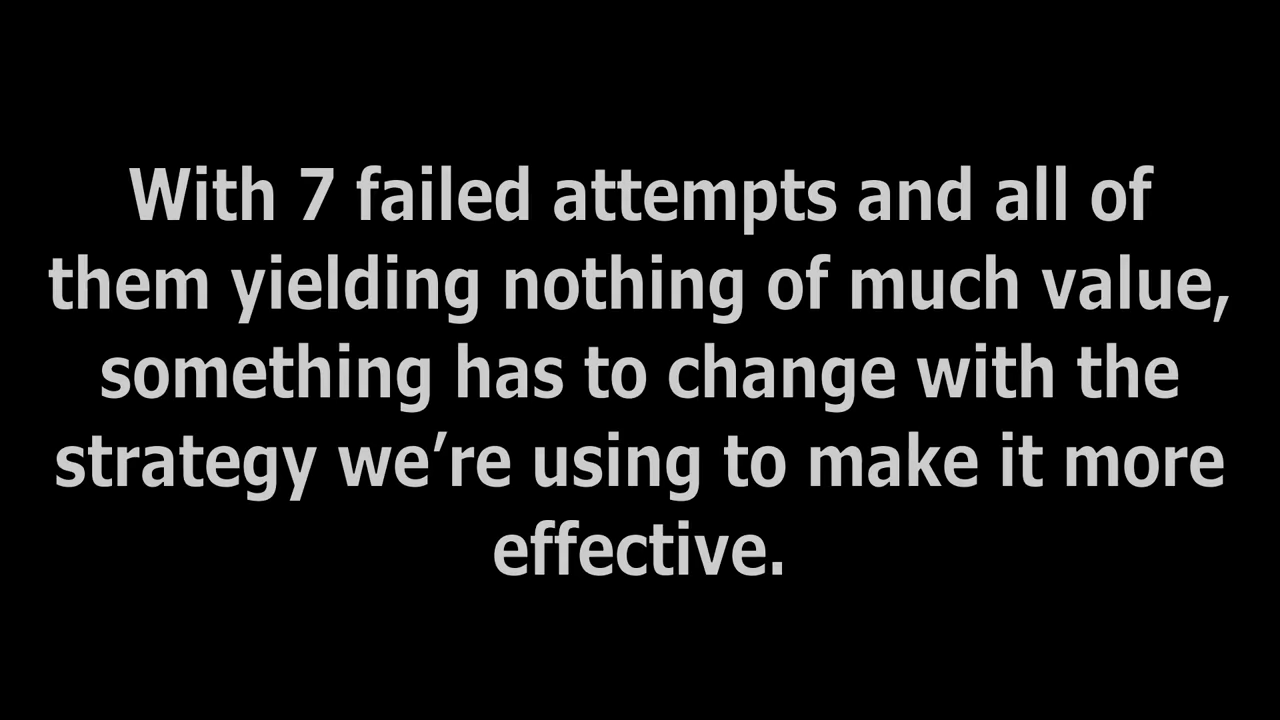 With 7 failed attempts and all of
them yielding nothing of much value,
something has to change with the
strategy we’re using to make it more
effective.